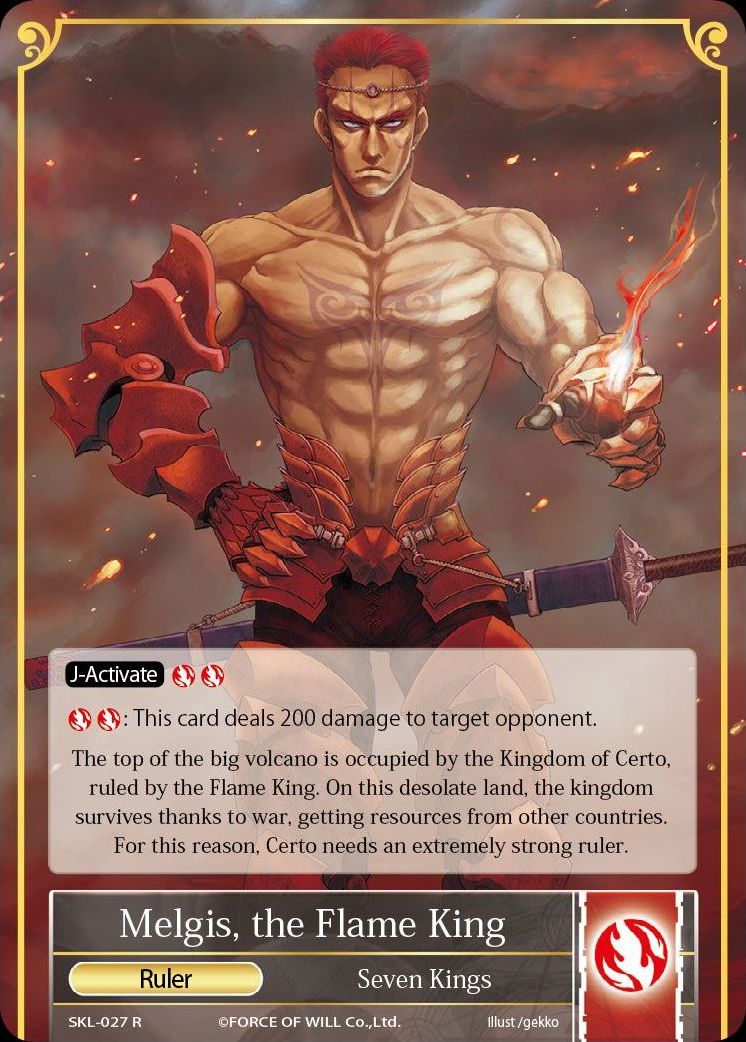 J-Activate
: This card deals 200 damage to target opponent.
The top of the big volcano is occupied by the Kingdom of Certo,
ruled by the Flame King. On this desolate land, the kingdom
survives thanks to war, getting resources from other countries.
For this reason, Certo needs an extremely strong ruler.
Melgis, the Flame King
Ruler
Seven Kings
SKL-027 R ©FORCE OF WILL Co.,Ltd. Illust /gekko